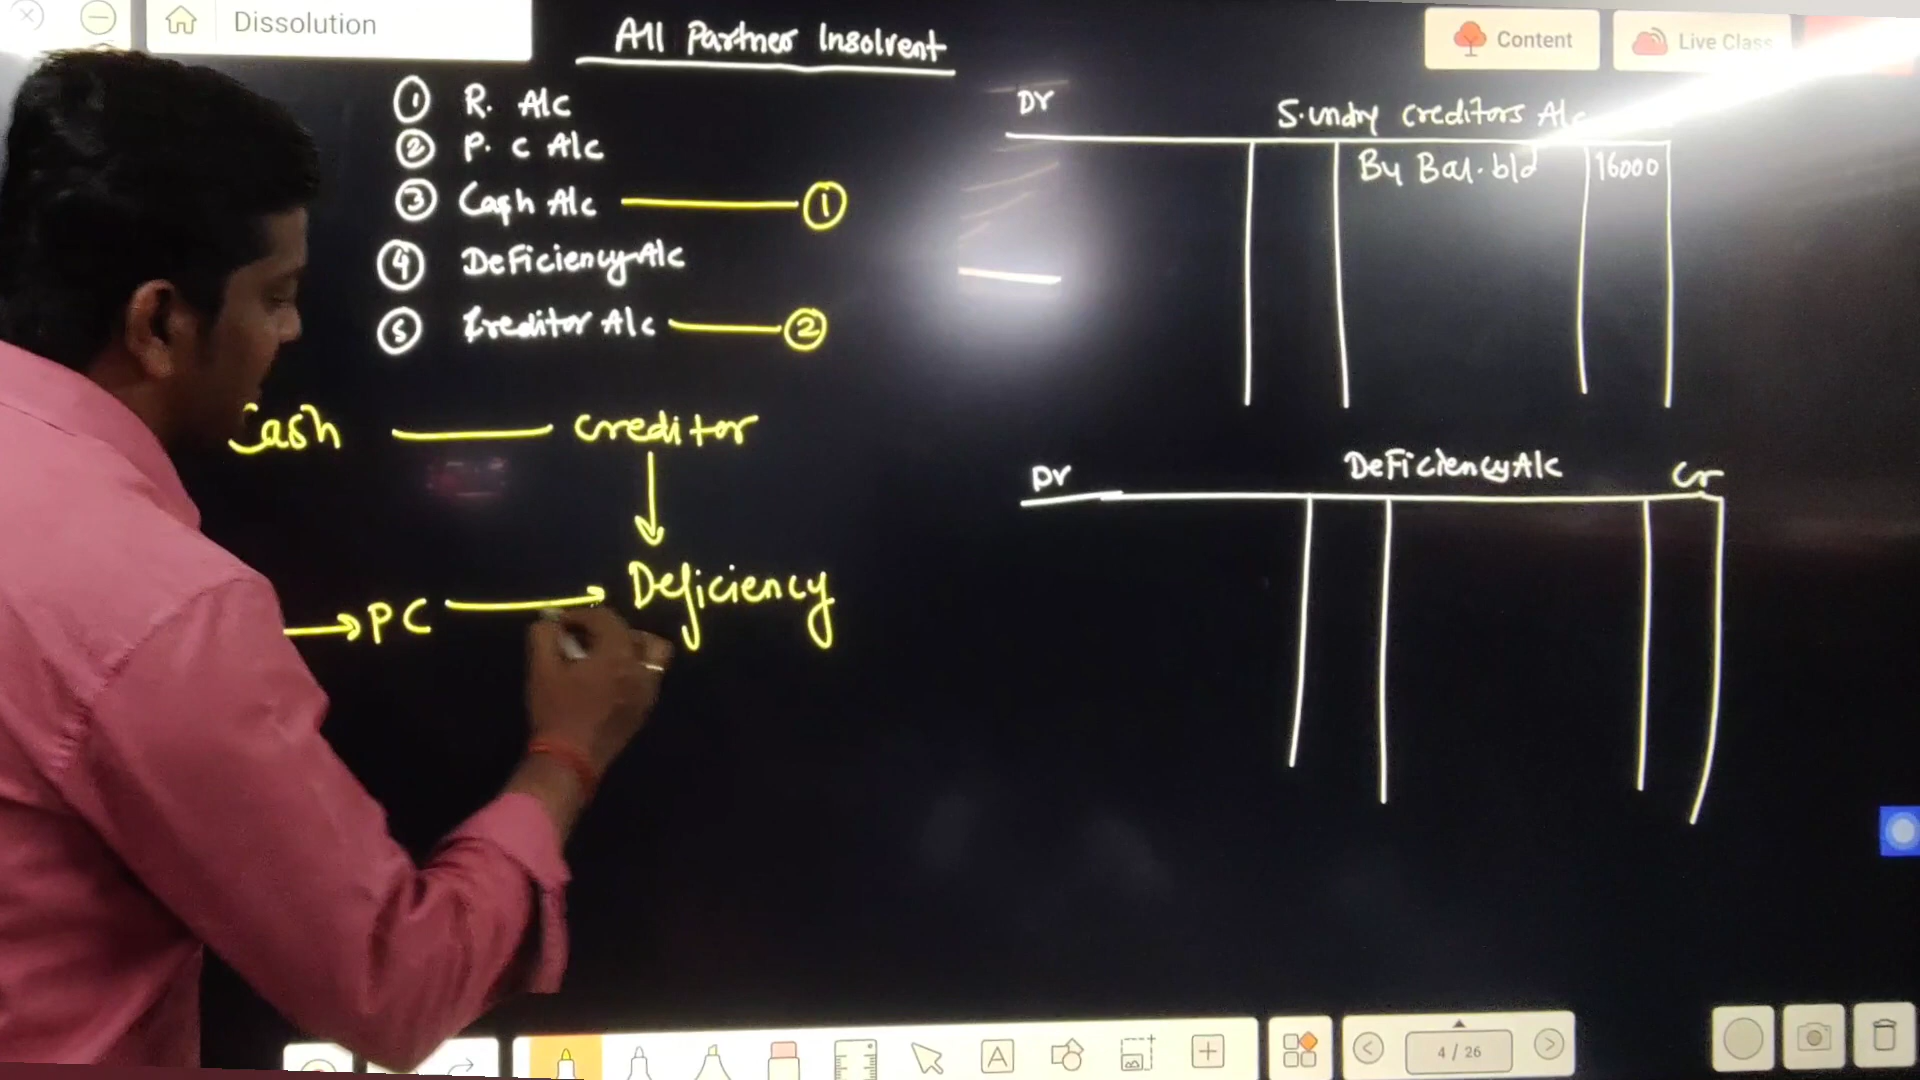 Dissolution
All Partner Insolvent
Content
Live Class
① R. A/c
② P. C A/c
③ Cash A/c ①
④ Deficiency A/c
⑤ Creditor A/c ②
Cash creditor
Deficiency
PC
Dr
S.undry creditors A/c
By Bal. b/d 16000
Dr Deficiency A/c Cr
4 / 26